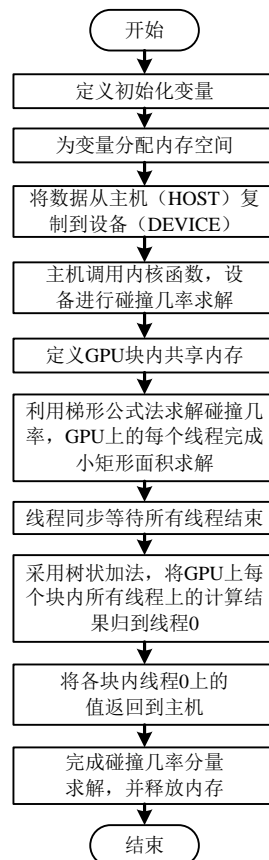 开始
定义初始化变量
为变量分配内存空间
将数据从主机（HOST）复
制到设备（DEVICE）
主机调用内核函数，设
备进行碰撞几率求解
定义GPU块内共享内存
利用梯形公式法求解碰撞几
率，GPU上的每个线程完成
小矩形面积求解
线程同步等待所有线程结束
采用树状加法，将GPU上每
个块内所有线程上的计算结
果归到线程0
将各块内线程0上的
值返回到主机
完成碰撞几率分量
求解，并释放内存
结束